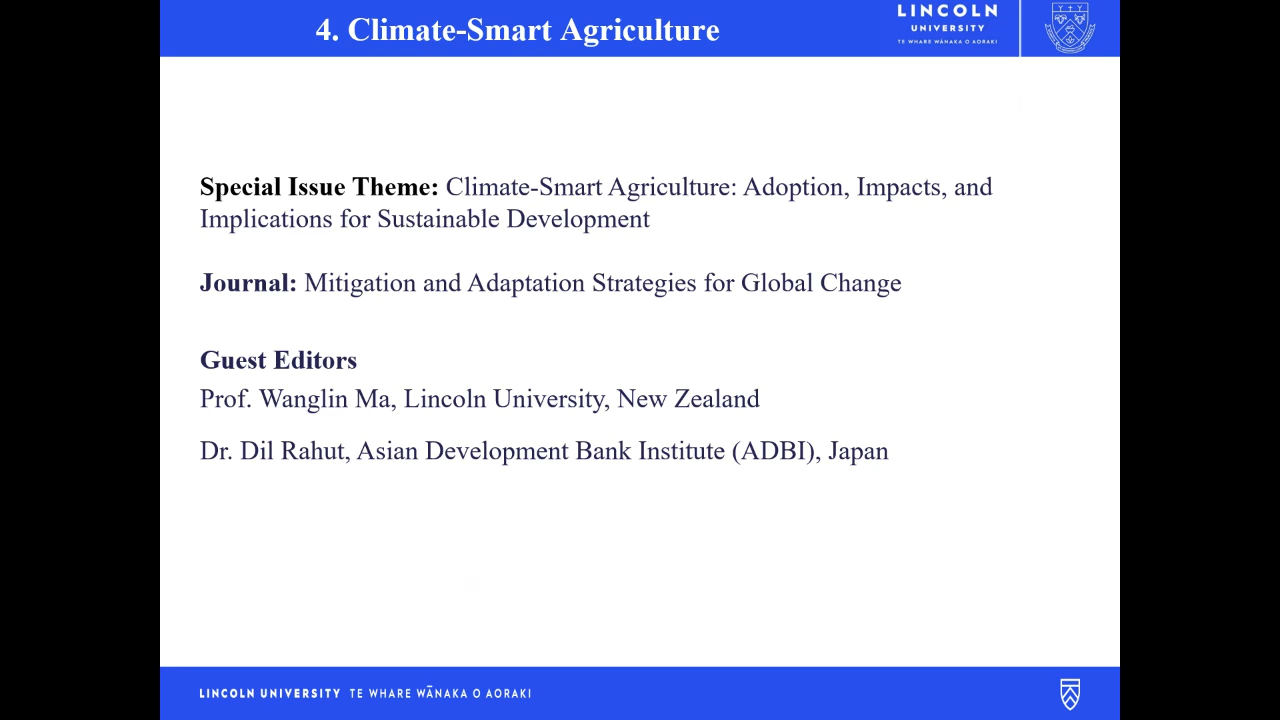 4. Climate-Smart Agriculture
LINCOLN
UNIVERSITY
TE WHARE WĀNAKA O AORAKI
Special Issue Theme: Climate-Smart Agriculture: Adoption, Impacts, and
Implications for Sustainable Development
Journal: Mitigation and Adaptation Strategies for Global Change
Guest Editors
Prof. Wanglin Ma, Lincoln University, New Zealand
Dr. Dil Rahut, Asian Development Bank Institute (ADBI), Japan
LINCOLN UNIVERSITY TE WHARE WĀNAKA O AORAKI